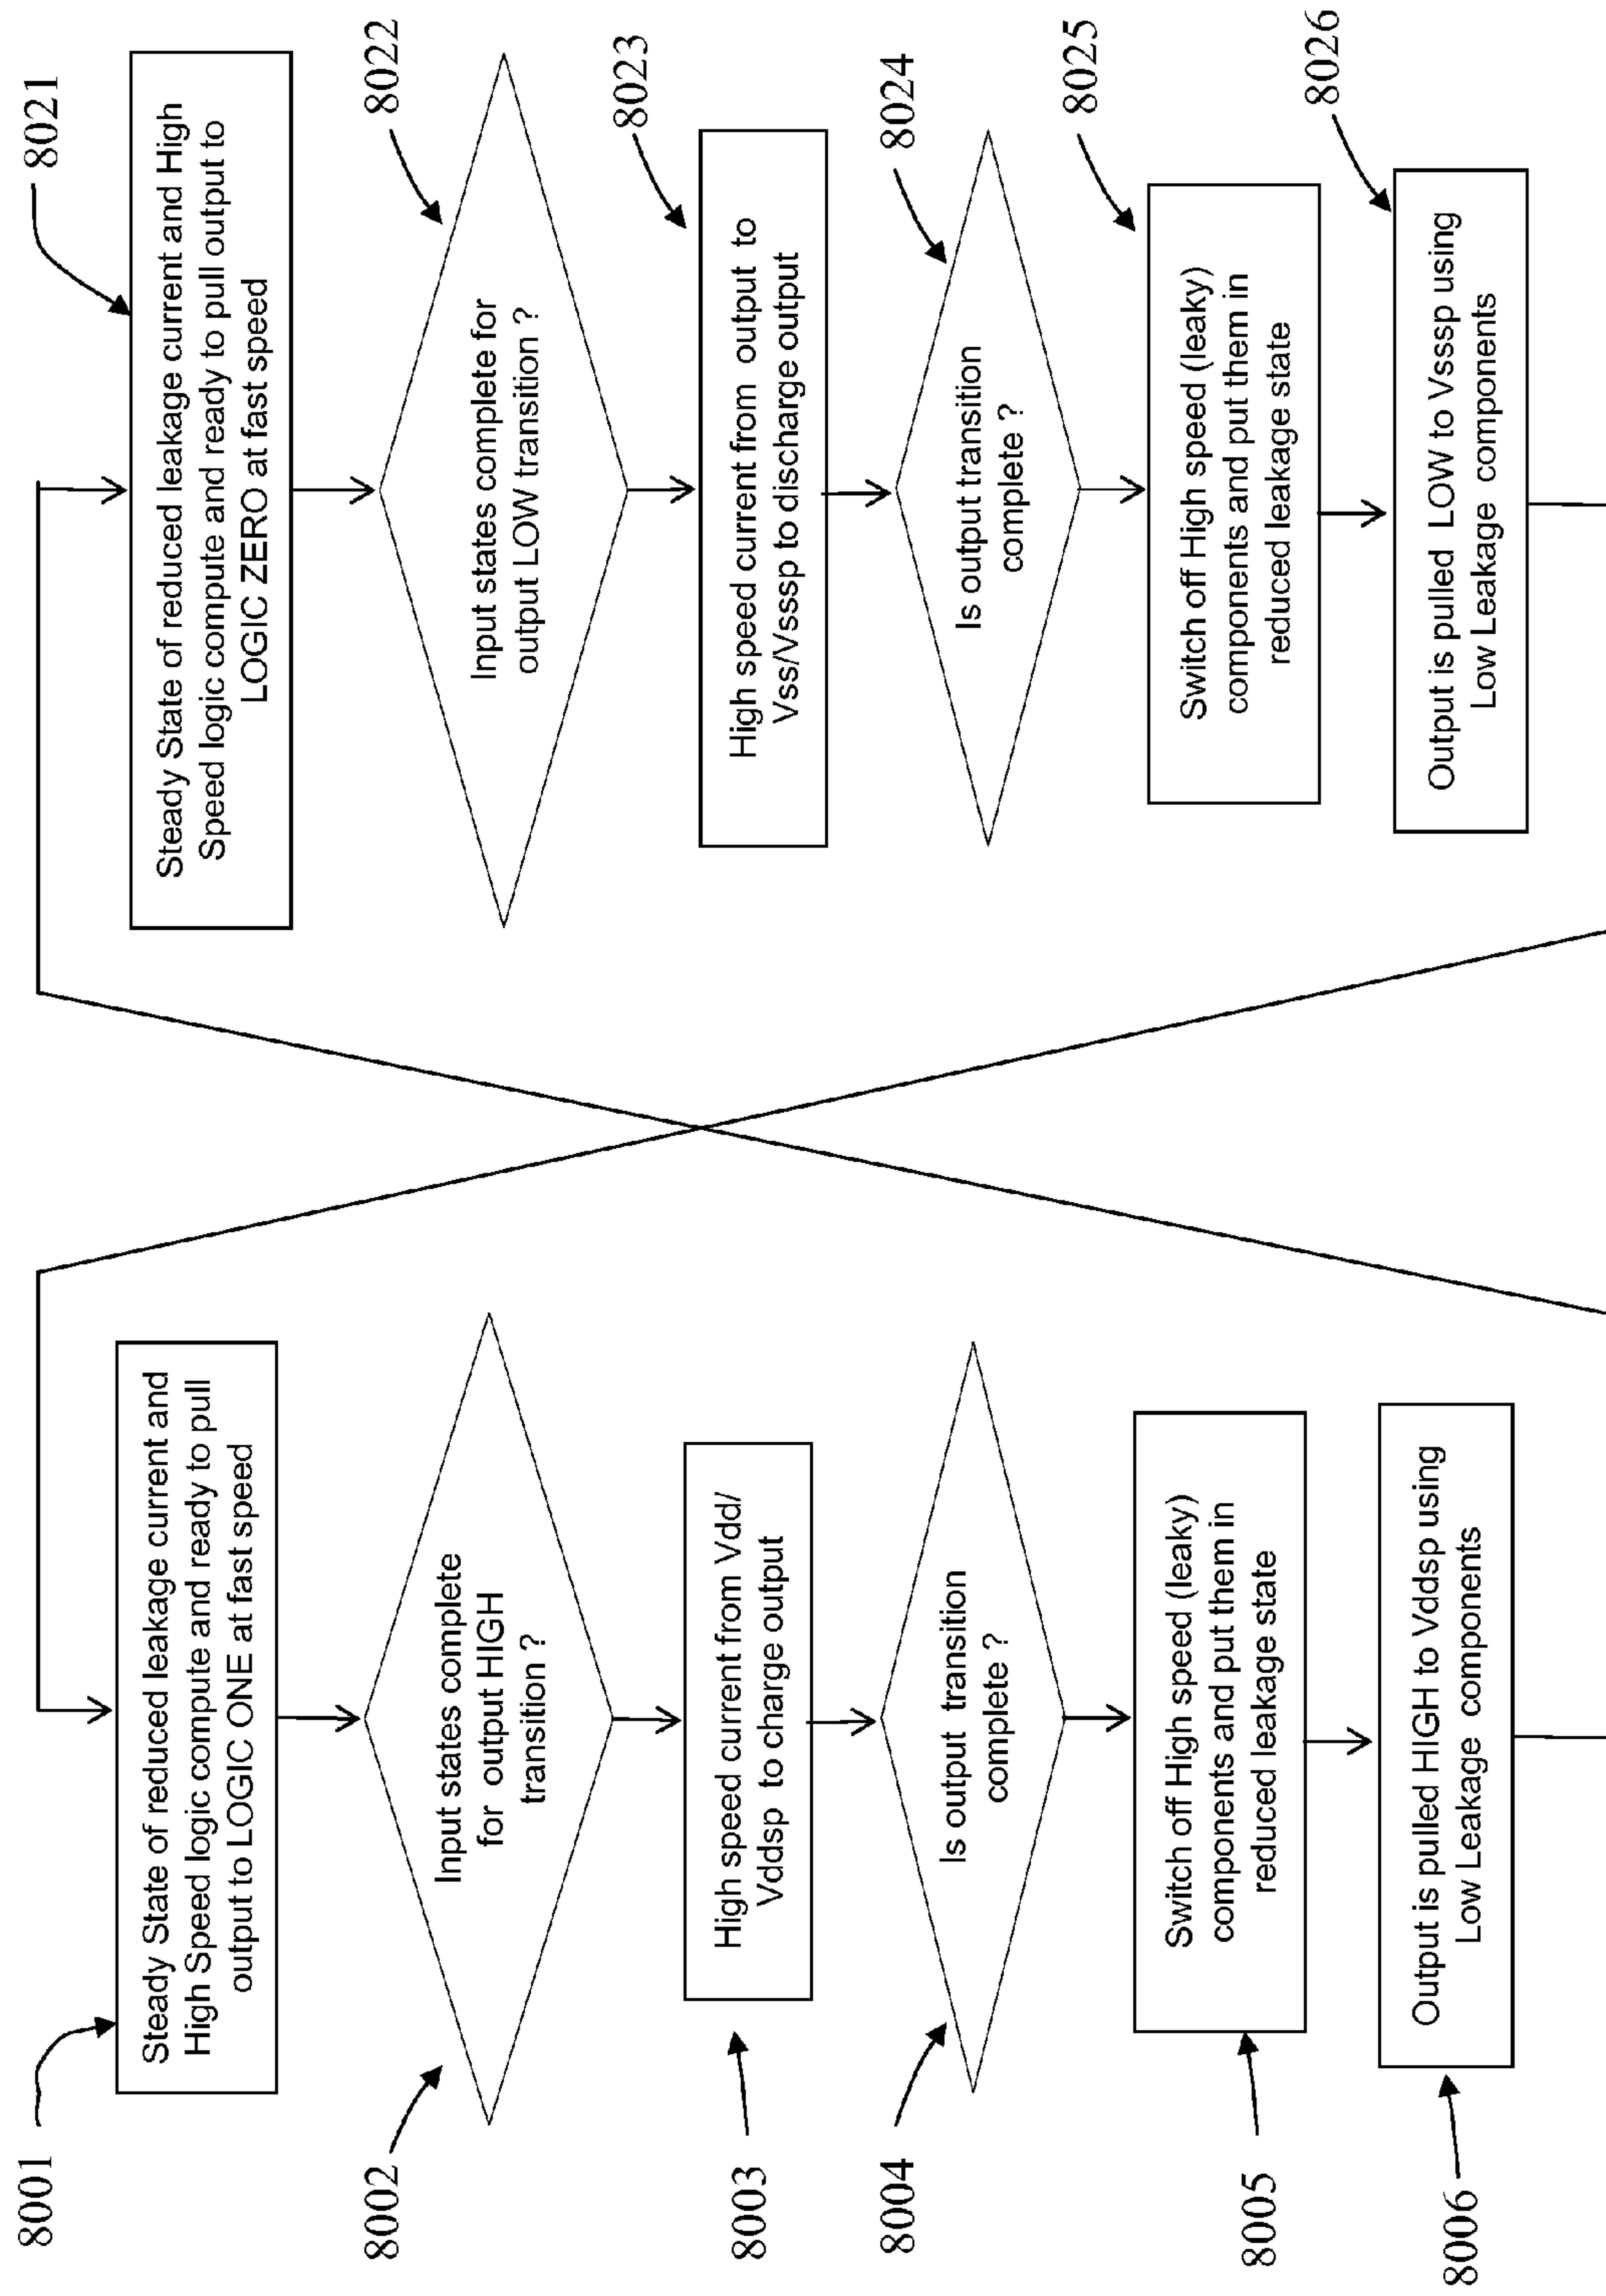 8001
Steady State of reduced leakage current and
High Speed logic compute and ready to pull
output to LOGIC ONE at fast speed
8002
Input states complete
for output HIGH
transition ?
8003
High speed current from Vdd/
Vddsp to charge output
8004
Is output transition
complete ?
8005
Switch off High speed (leaky)
components and put them in
reduced leakage state
8006
Output is pulled HIGH to Vddsp using
Low Leakage components
8021
Steady State of reduced leakage current and High
Speed logic compute and ready to pull output to
LOGIC ZERO at fast speed
8022
Input states complete for
output LOW transition ?
8023
High speed current from output to
Vss/Vsssp to discharge output
8024
Is output transition
complete ?
8025
Switch off High speed (leaky)
components and put them in
reduced leakage state
8026
Output is pulled LOW to Vsssp using
Low Leakage components